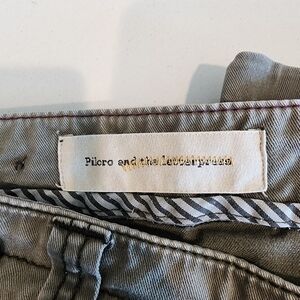 Pilcro and the letterpress